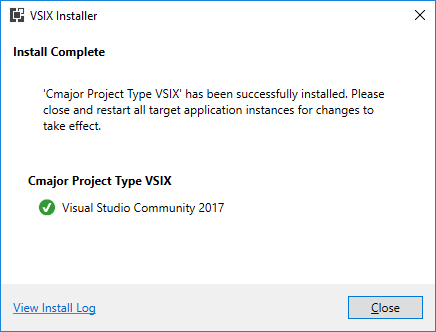 VSIX Installer
Install Complete
'Cmajor Project Type VSIX' has been successfully installed. Please
close and restart all target application instances for changes to
take effect.
Cmajor Project Type VSIX
Visual Studio Community 2017
View Install Log
Close